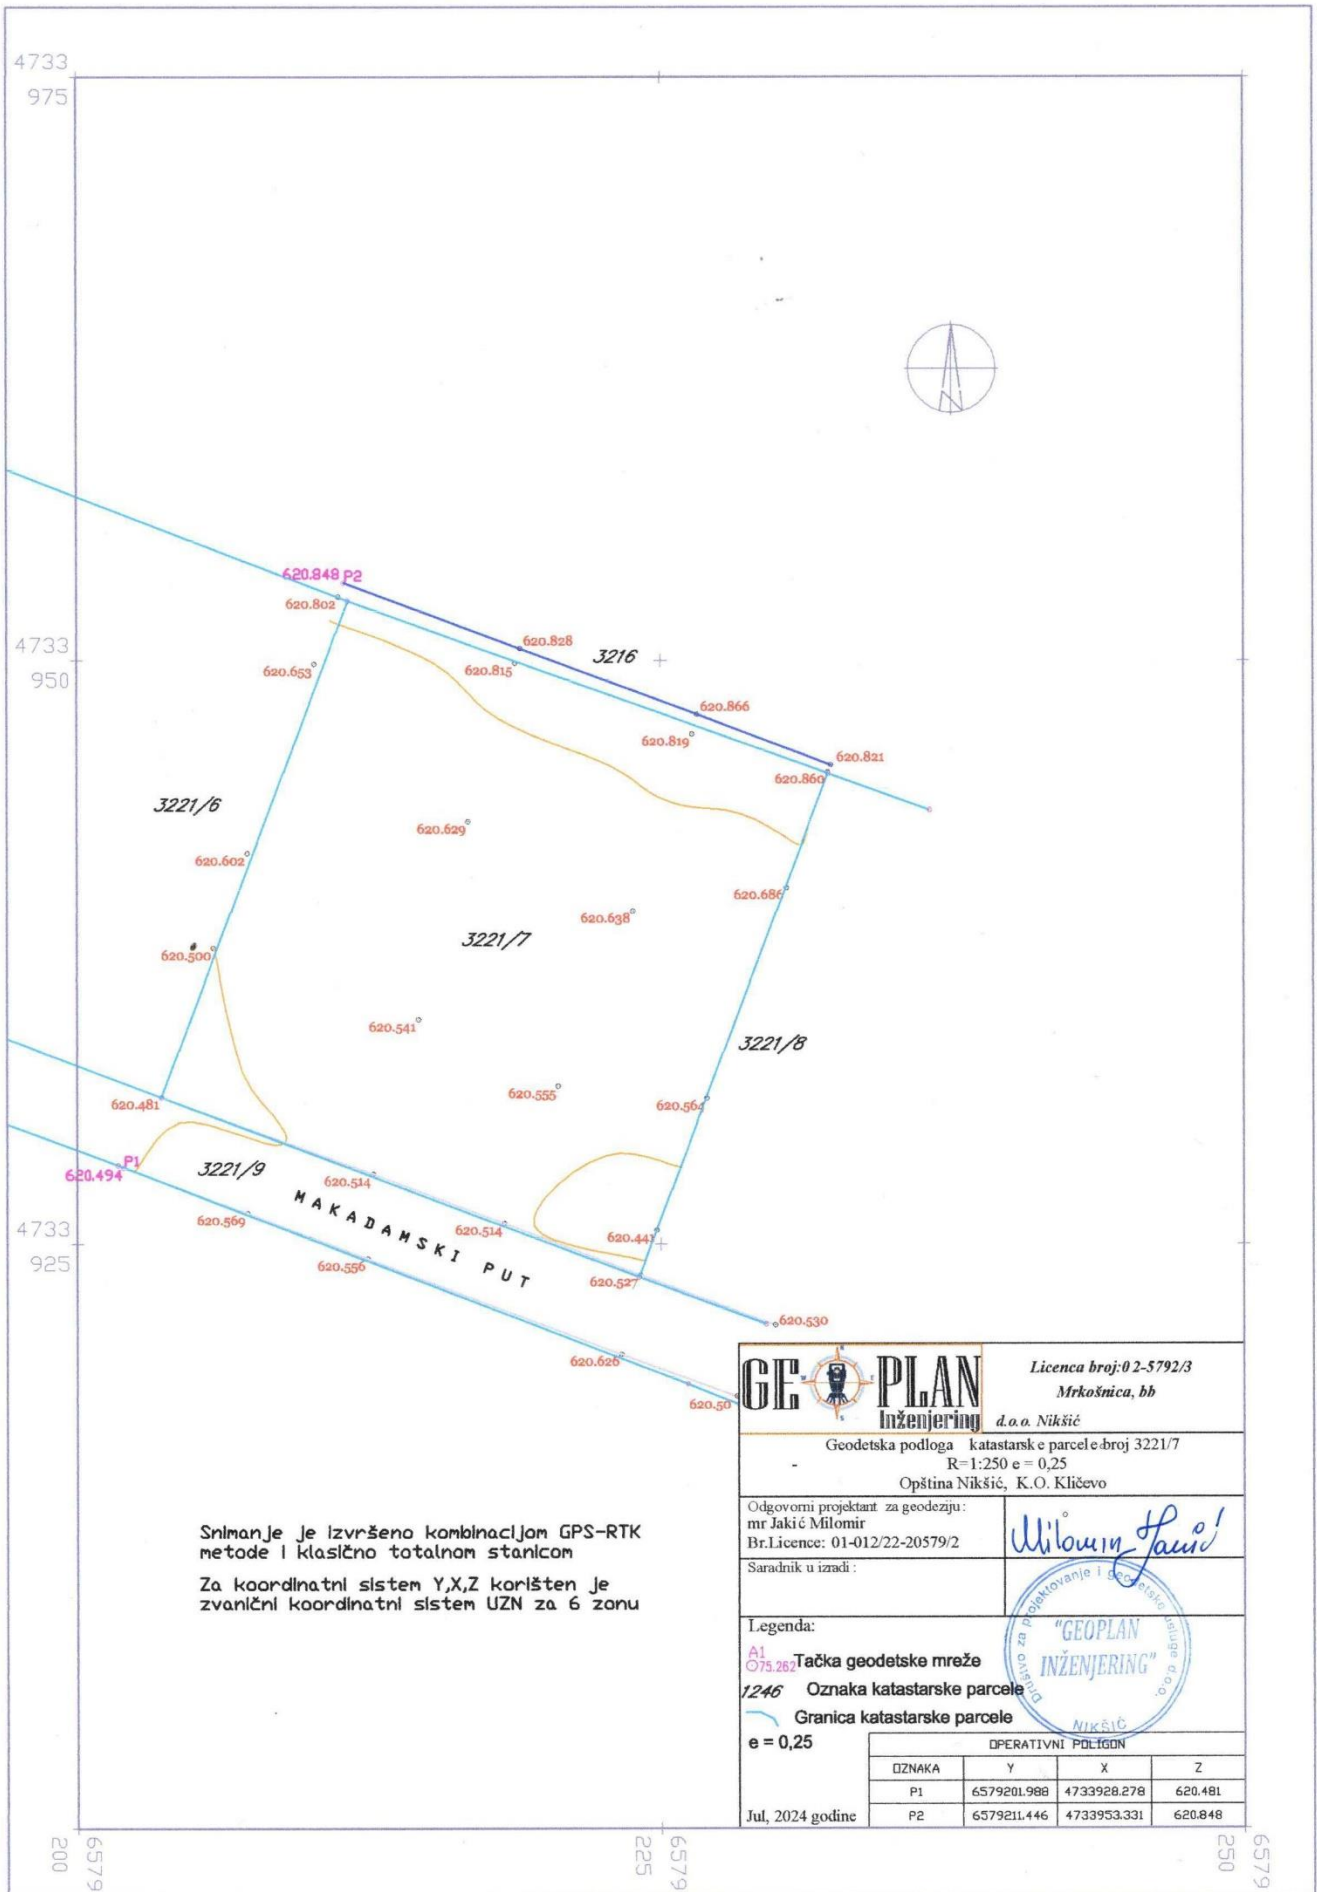 4733
975
620.848 P2
620.802
620.828
3216
4733
950
620.653
620.815
620.866
620.819
620.821
620.860
3221/6
620.629
620.602
620.686
620.638
3221/7
620.500
620.541
3221/8
620.555
620.564
620.481
P1
620.494
3221/9
620.514
620.569
620.514
620.441
4733
925
MAKADAMSKI PUT
620.556
620.527
620.530
620.626
620.50
GEOPLAN
Inženjering
Licenca broj:02-5792/3
Mrkošnica, bb
d.o.o. Nikšić
Geodetska podloga katastarske parcele broj 3221/7
R=1:250 e = 0,25
Opština Nikšić, K.O. Kličevo
Odgovorni projektant za geodeziju:
mr Jakić Milomir
Br.Licence: 01-012/22-20579/2
Saradnik u izradi :
Snimanje je izvršeno kombinacijom GPS-RTK
metode i klasično totalnom stanicom
Za koordinatni sistem Y,X,Z korišten je
zvanični koordinatni sistem UZN za 6 zonu
Društvo za projektovanje i geodetske usluge d.o.o.
"GEOPLAN
INŽENJERING"
NIKŠIĆ
Legenda:
A1
75.262 Tačka geodetske mreže
1246 Oznaka katastarske parcele
Granica katastarske parcele
e = 0,25
OPERATIVNI POLIGON
OZNAKA Y X Z
P1 6579201.988 4733928.278 620.481
P2 6579211.446 4733953.331 620.848
Jul, 2024 godine
6579
200
6579
225
6579
250